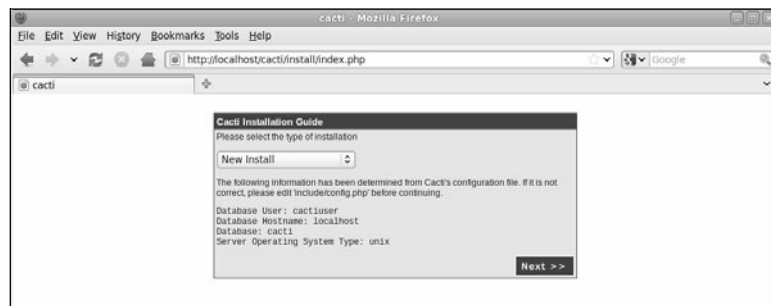 cacti - Mozilla Firefox
File Edit View History Bookmarks Tools Help
http://localhost/cacti/install/index.php
Google
cacti
Cacti Installation Guide
Please select the type of installation
New Install
The following information has been determined from Cacti's configuration file. If it is not
correct, please edit 'include/config.php' before continuing.
Database User: cactiuser
Database Hostname: localhost
Database: cacti
Server Operating System Type: unix
Next >>